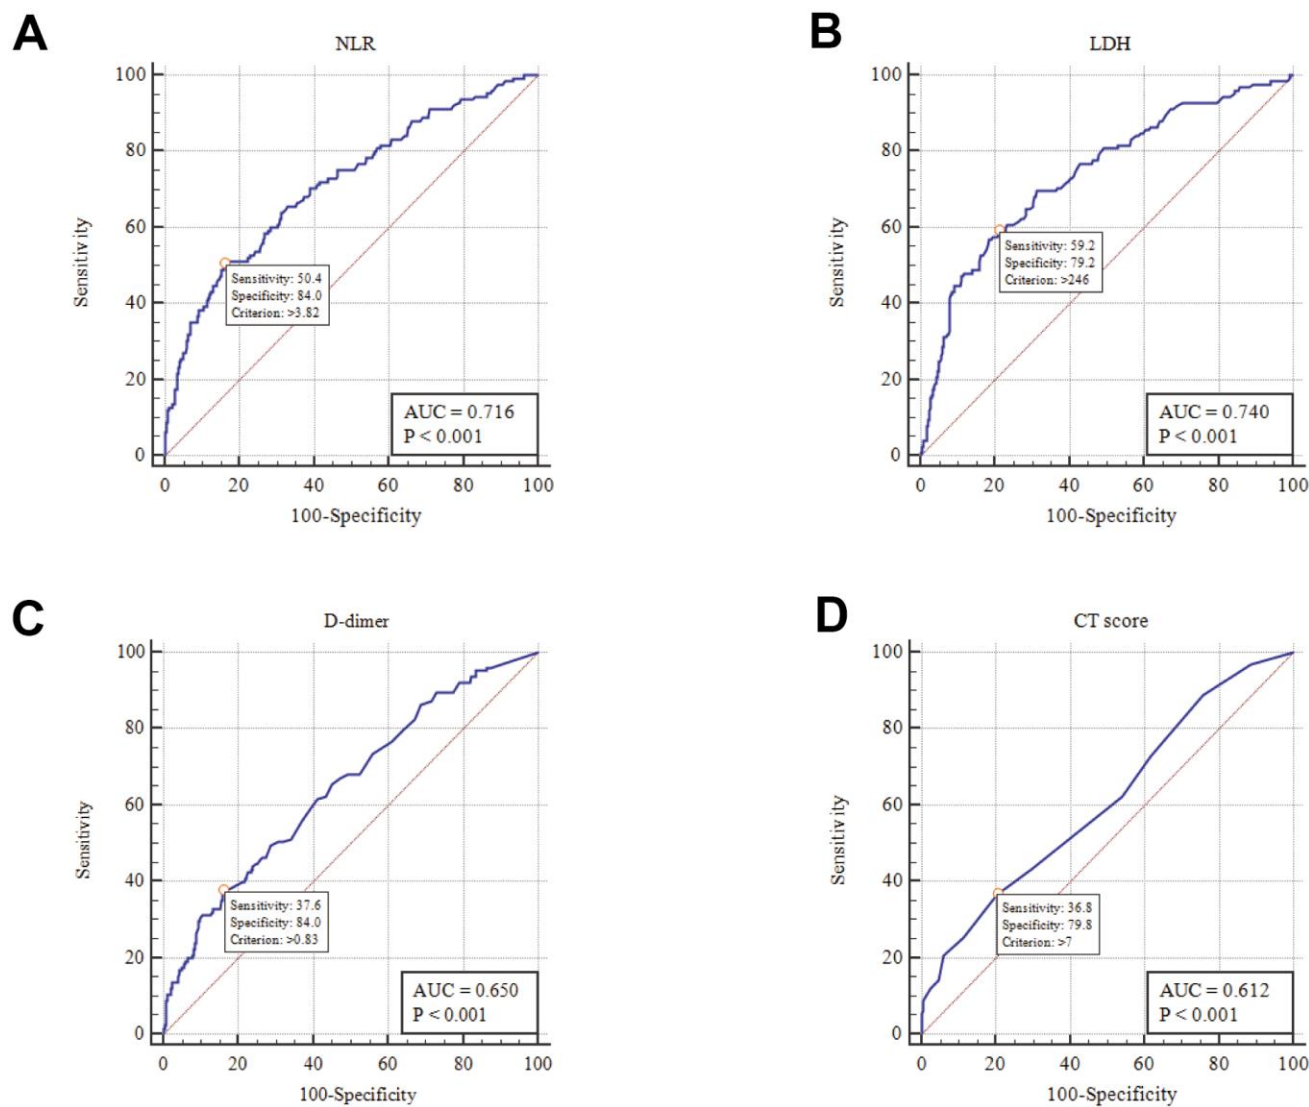 A
NLR
100
80
60
40
20
0
Sensitivity
Sensitivity: 50.4
Specificity: 84.0
Criterion: >3.82
AUC = 0.716
P < 0.001
0 20 40 60 80 100
100-Specificity
B
LDH
100
80
60
40
20
0
Sensitivity
Sensitivity: 59.2
Specificity: 79.2
Criterion: >246
AUC = 0.740
P < 0.001
0 20 40 60 80 100
100-Specificity
C
D-dimer
100
80
60
40
20
0
Sensitivity
Sensitivity: 37.6
Specificity: 84.0
Criterion: >0.83
AUC = 0.650
P < 0.001
0 20 40 60 80 100
100-Specificity
D
CT score
100
80
60
40
20
0
Sensitivity
Sensitivity: 36.8
Specificity: 79.8
Criterion: >7
AUC = 0.612
P < 0.001
0 20 40 60 80 100
100-Specificity